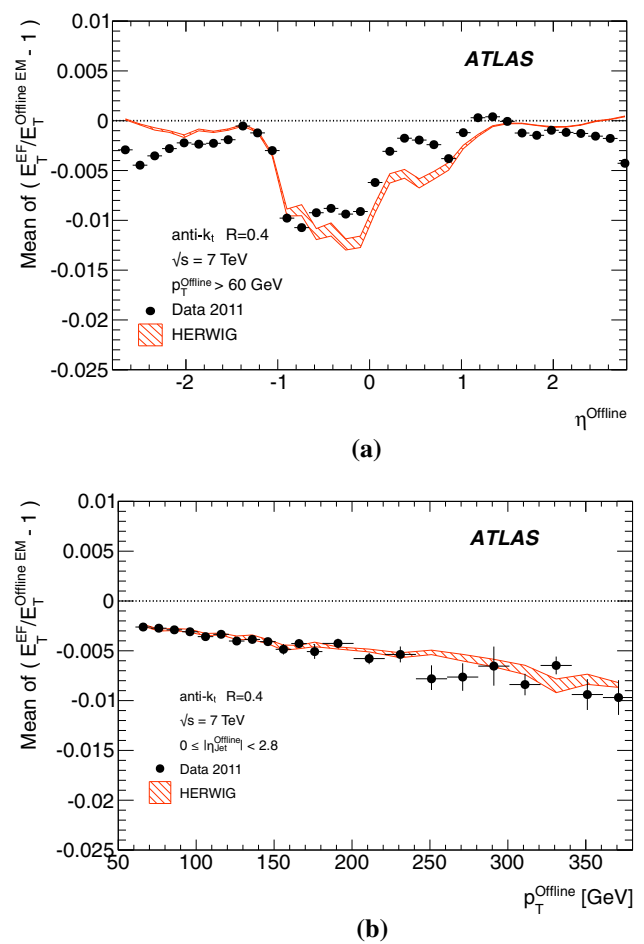 0.01
0.005
0
-0.005
-0.01
-0.015
-0.02
-0.025
Mean of ( E_T^EF/E_T^Offline EM - 1 )
ATLAS
anti-k_t R=0.4
√s = 7 TeV
p_T^Offline > 60 GeV
Data 2011
HERWIG
-2 -1 0 1 2
η^Offline
(a)
0.01
0.005
0
-0.005
-0.01
-0.015
-0.02
-0.025
Mean of ( E_T^EF/E_T^Offline EM - 1 )
ATLAS
anti-k_t R=0.4
√s = 7 TeV
0 ≤ |η_Jet^Offline| < 2.8
Data 2011
HERWIG
50 100 150 200 250 300 350
p_T^Offline [GeV]
(b)